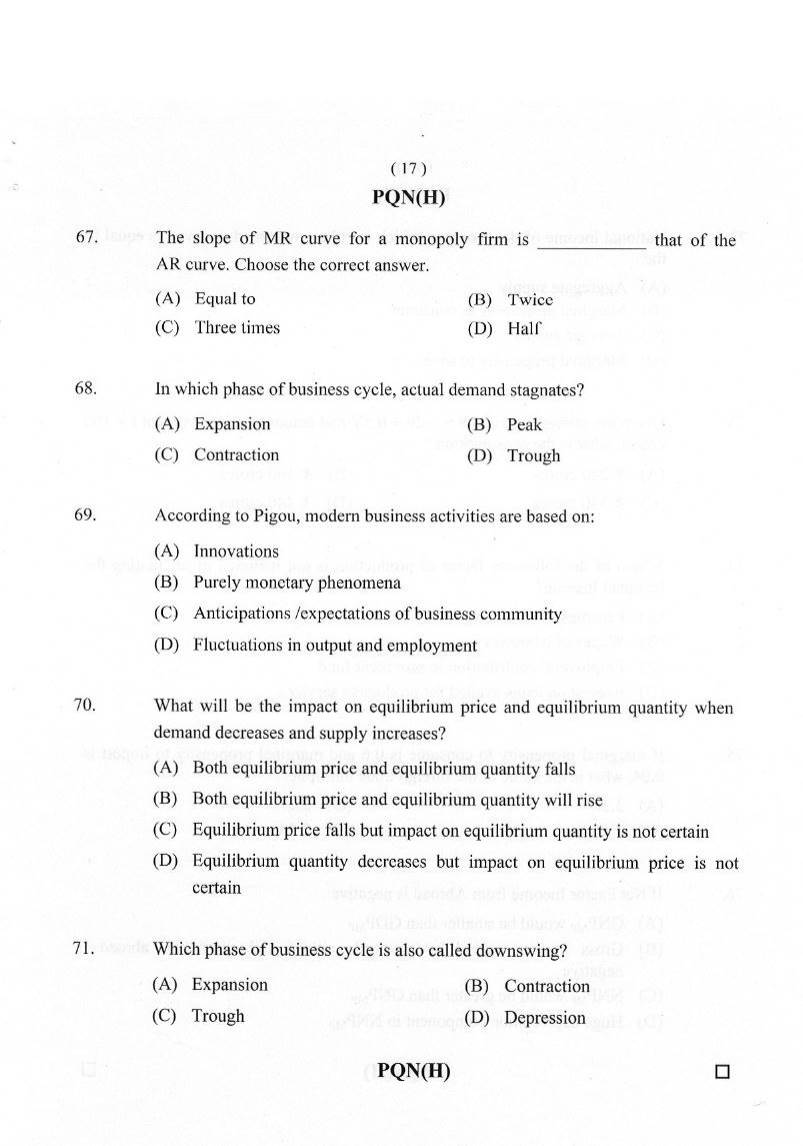 ( 17 )
PQN(H)
67. The slope of MR curve for a monopoly firm is ____________ that of the
AR curve. Choose the correct answer.
(A) Equal to (B) Twice
(C) Three times (D) Half
68. In which phase of business cycle, actual demand stagnates?
(A) Expansion (B) Peak
(C) Contraction (D) Trough
69. According to Pigou, modern business activities are based on:
(A) Innovations
(B) Purely monetary phenomena
(C) Anticipations /expectations of business community
(D) Fluctuations in output and employment
70. What will be the impact on equilibrium price and equilibrium quantity when
demand decreases and supply increases?
(A) Both equilibrium price and equilibrium quantity falls
(B) Both equilibrium price and equilibrium quantity will rise
(C) Equilibrium price falls but impact on equilibrium quantity is not certain
(D) Equilibrium quantity decreases but impact on equilibrium price is not
certain
71. Which phase of business cycle is also called downswing?
(A) Expansion (B) Contraction
(C) Trough (D) Depression
PQN(H)